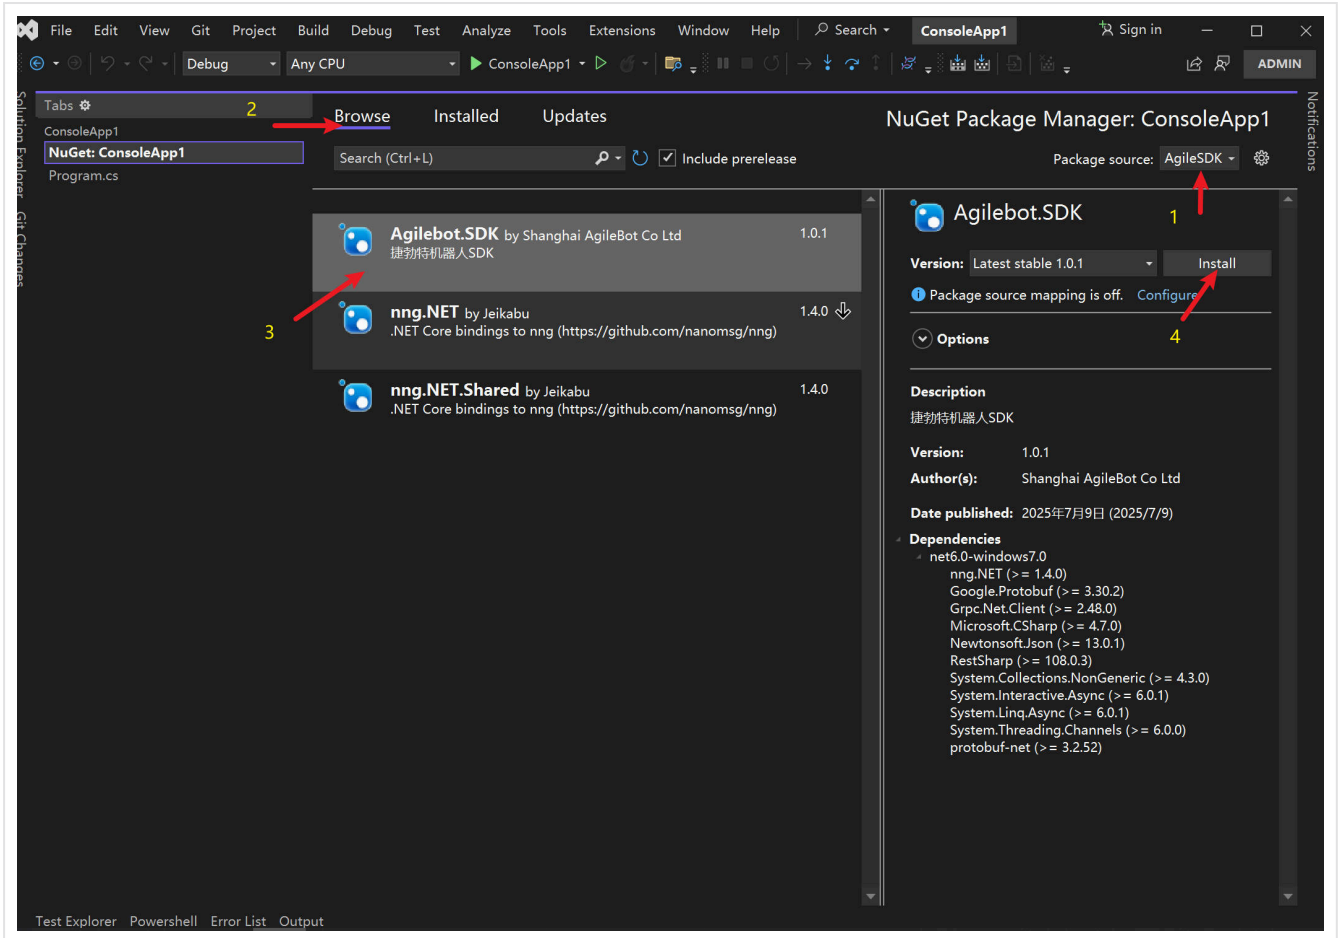 File Edit View Git Project Build Debug Test Analyze Tools Extensions Window Help Search ConsoleApp1 Sign in
Debug Any CPU ConsoleApp1 ADMIN
Solution Explorer
Git Changes
Tabs
ConsoleApp1
NuGet: ConsoleApp1
Program.cs
2
Browse Installed Updates
NuGet Package Manager: ConsoleApp1
Search (Ctrl+L) Include prerelease
Package source: AgileSDK
1
Agilebot.SDK by Shanghai AgileBot Co Ltd 1.0.1
捷勃特机器人SDK
3
nng.NET by Jeikabu 1.4.0
.NET Core bindings to nng (https://github.com/nanomsg/nng)
nng.NET.Shared by Jeikabu 1.4.0
.NET Core bindings to nng (https://github.com/nanomsg/nng)
Agilebot.SDK
Version: Latest stable 1.0.1 Install
Package source mapping is off. Configure
4
Options
Description
捷勃特机器人SDK
Version: 1.0.1
Author(s): Shanghai AgileBot Co Ltd
Date published: 2025年7月9日 (2025/7/9)
Dependencies
net6.0-windows7.0
nng.NET (>= 1.4.0)
Google.Protobuf (>= 3.30.2)
Grpc.Net.Client (>= 2.48.0)
Microsoft.CSharp (>= 4.7.0)
Newtonsoft.Json (>= 13.0.1)
RestSharp (>= 108.0.3)
System.Collections.NonGeneric (>= 4.3.0)
System.Interactive.Async (>= 6.0.1)
System.Linq.Async (>= 6.0.1)
System.Threading.Channels (>= 6.0.0)
protobuf-net (>= 3.2.52)
Notifications
Test Explorer Powershell Error List Output